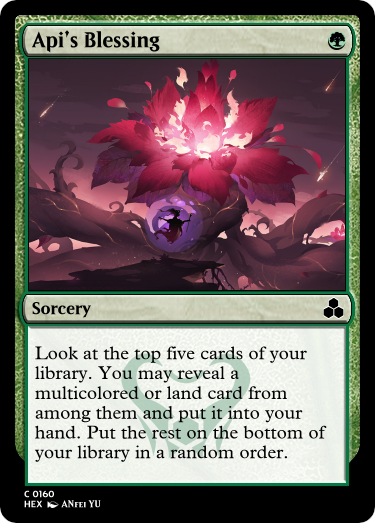 Api's Blessing
Sorcery
Look at the top five cards of your
library. You may reveal a
multicolored or land card from
among them and put it into your
hand. Put the rest on the bottom of
your library in a random order.
C 0160
HEX ANFEI YU